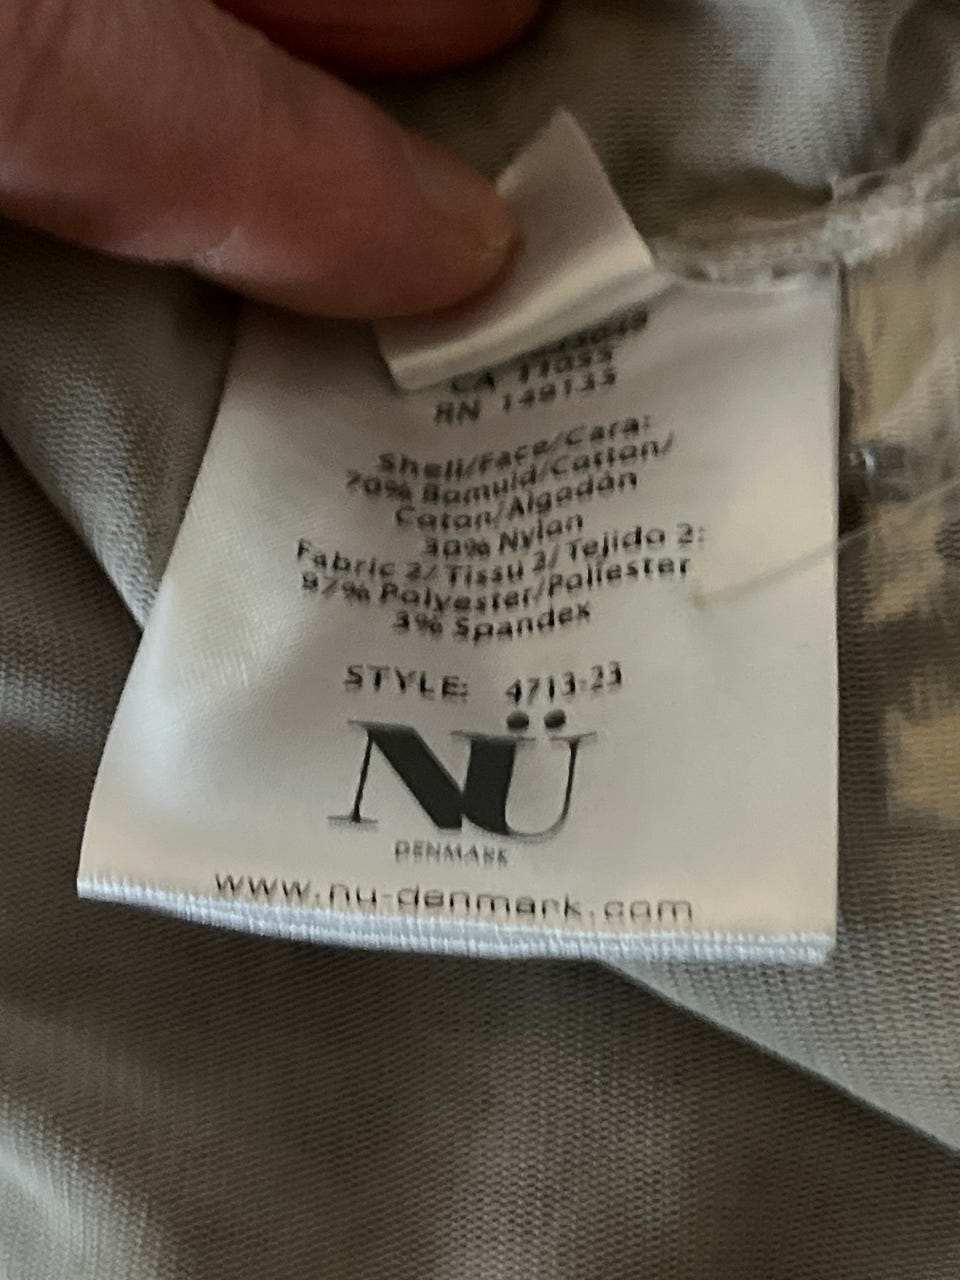 CA 11055
RN 149135
Shell/Face/Cara:
70% Bomuld/Cotton/
Coton/Algodón
30% Nylon
Fabric 2/ Tissu 2/ Tejido 2:
97% Polyester/Poliester
3% Spandex
STYLE: 4713-23
NÜ
DENMARK
www.nu-denmark.com